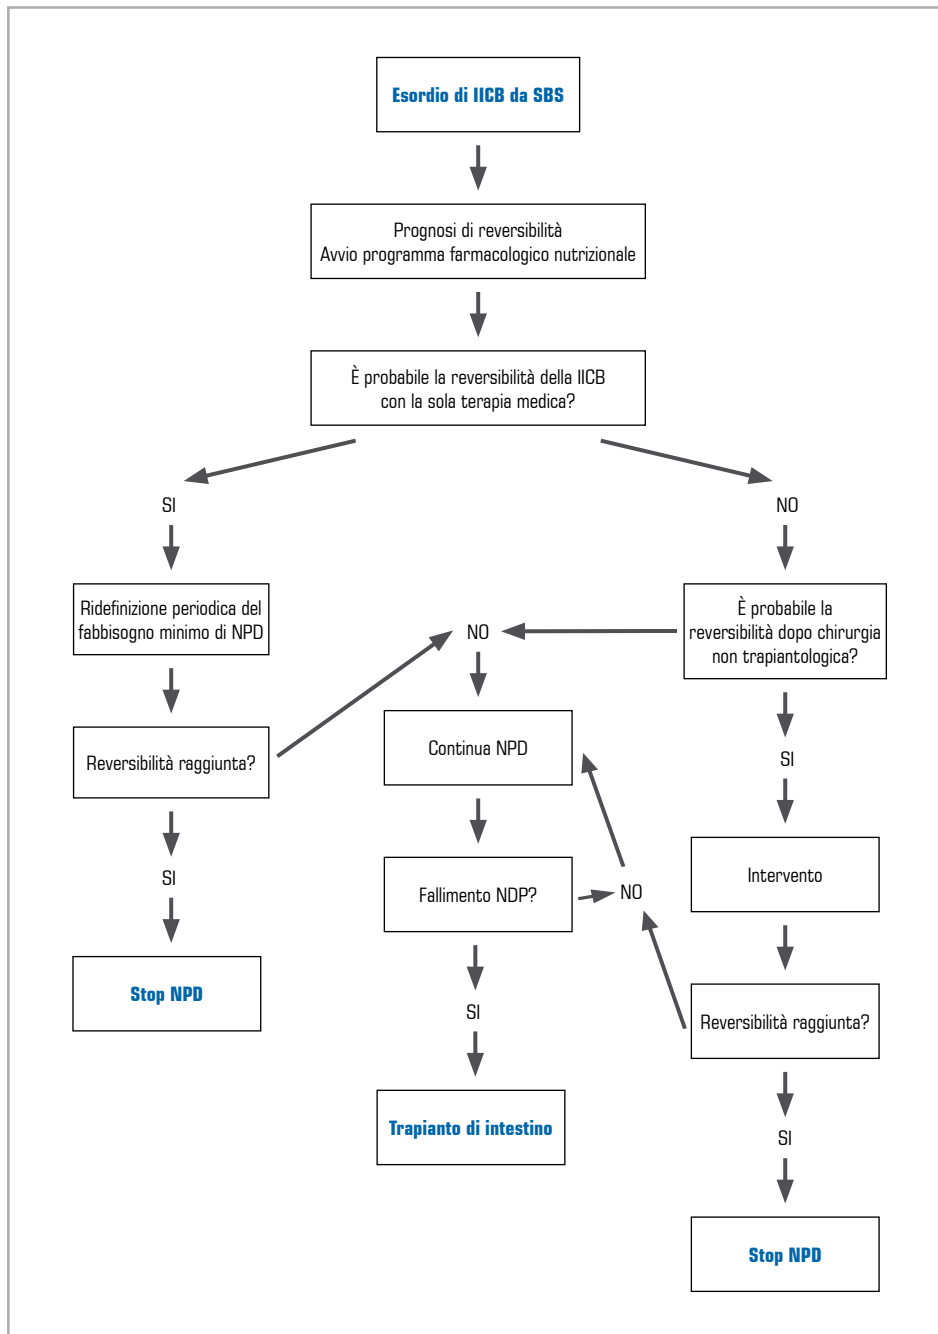 Esordio di IICB da SBS
Prognosi di reversibilità
Avvio programma farmacologico nutrizionale
È probabile la reversibilità della IICB
con la sola terapia medica?
SI
NO
Ridefinizione periodica del
fabbisogno minimo di NPD
NO
È probabile la
reversibilità dopo chirurgia
non trapiantologica?
Reversibilità raggiunta?
Continua NPD
SI
SI
Fallimento NDP?
NO
Intervento
Stop NPD
SI
Reversibilità raggiunta?
Trapianto di intestino
SI
Stop NPD